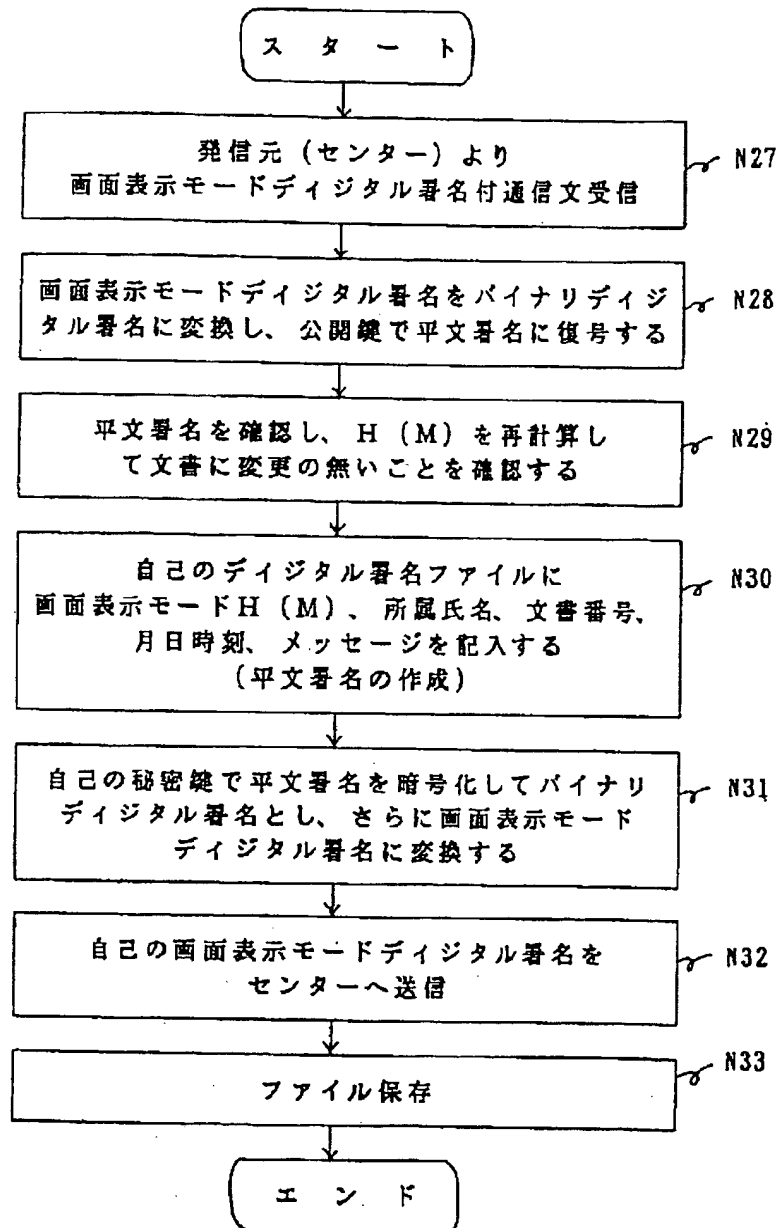 スタート
発信元（センター）より
画面表示モードディジタル署名付通信文受信
N27
画面表示モードディジタル署名をバイナリディジ
タル署名に変換し、公開鍵で平文署名に復号する
N28
平文署名を確認し、H（M）を再計算し
て文書に変更の無いことを確認する
N29
自己のディジタル署名ファイルに
画面表示モードH（M）、所属氏名、文書番号、
月日時刻、メッセージを記入する
（平文署名の作成）
N30
自己の秘密鍵で平文署名を暗号化してバイナリ
ディジタル署名とし、さらに画面表示モード
ディジタル署名に変換する
N31
自己の画面表示モードディジタル署名を
センターへ送信
N32
ファイル保存
N33
エンド